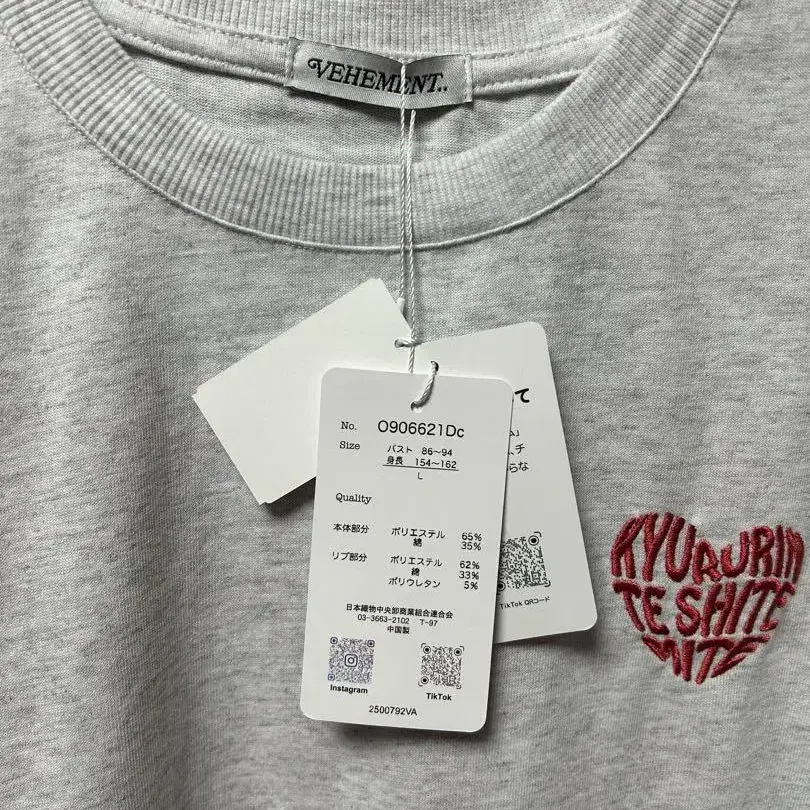 VEHEMENT..
No. O906621Dc
Size バスト 86～94
身長 154～162
L
Quality
本体部分 ポリエステル 65%
綿 35%
リブ部分 ポリエステル 62%
綿 33%
ポリウレタン 5%
日本織物中央卸商業組合連合会
03-3663-2102 T-97
中国製
Instagram TikTok
2500792VA
て
ム」
、チ
らな
TikTok QRコード
KYURURIN
TE SHITE
MITE